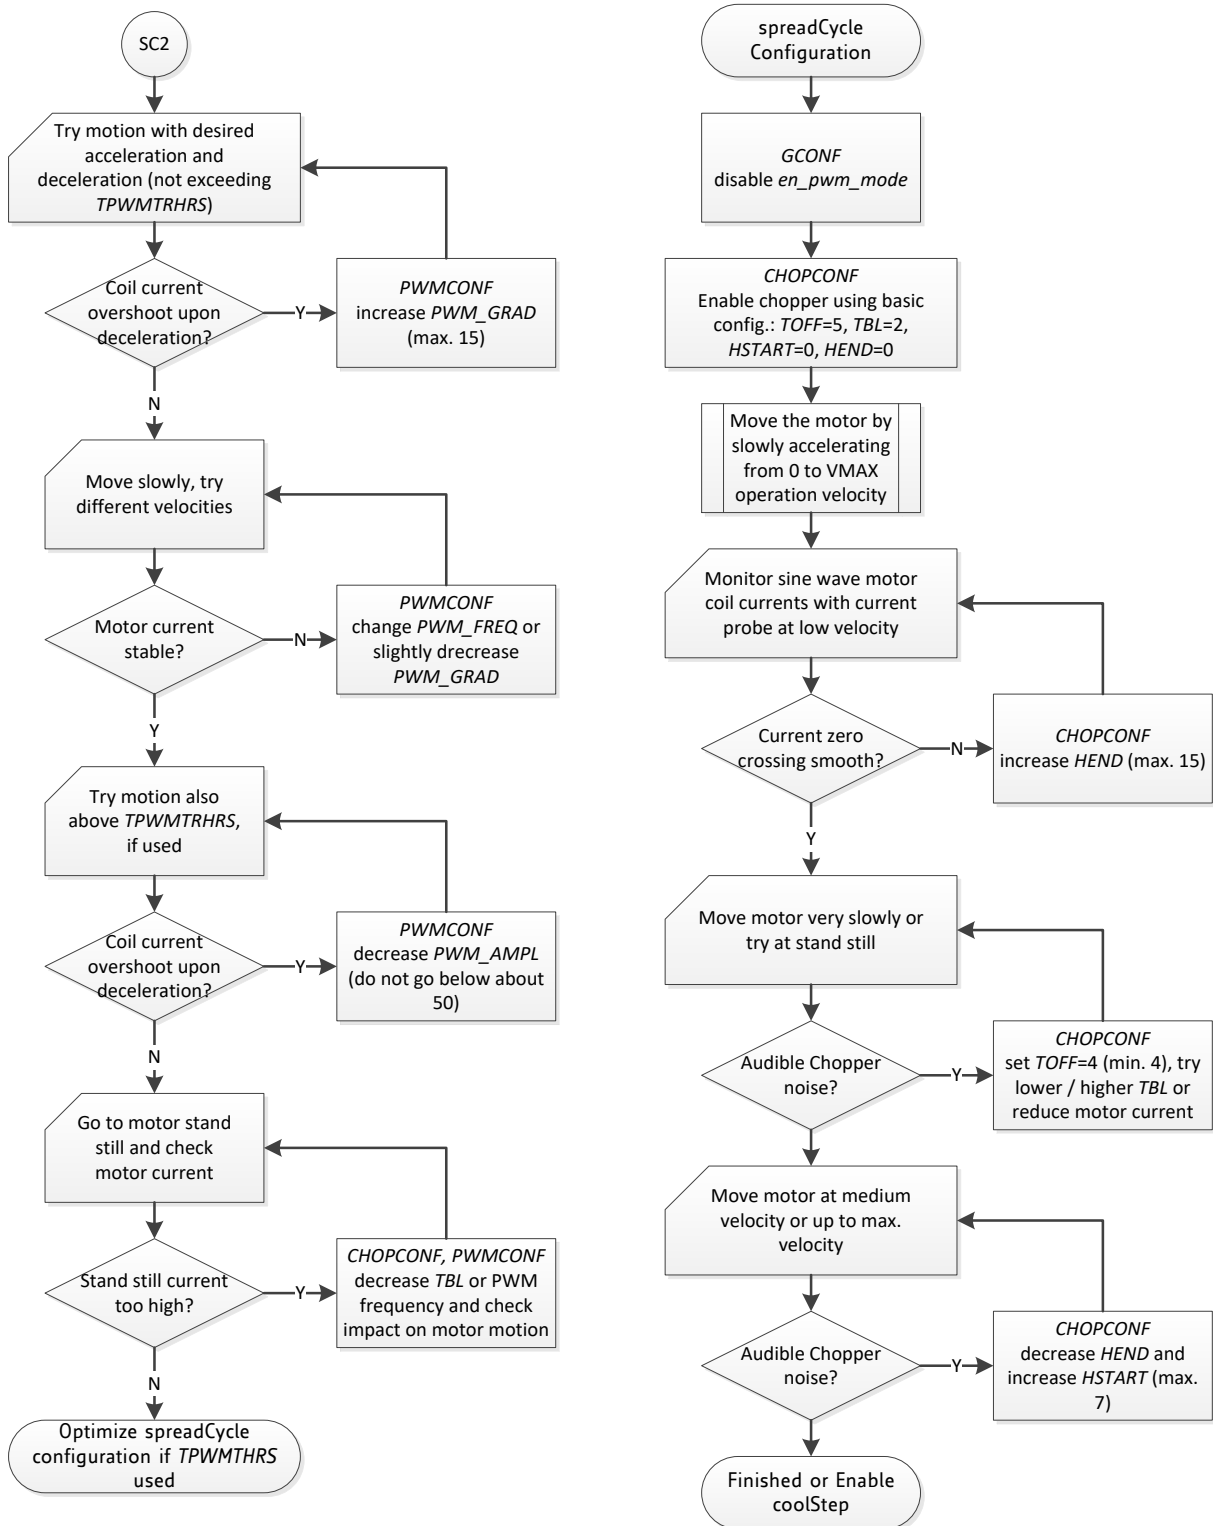 SC2
Try motion with desired
acceleration and
deceleration (not exceeding
TPWMTRHRS)
Coil current
overshoot upon
deceleration?
Y
PWMCONF
increase PWM_GRAD
(max. 15)
N
Move slowly, try
different velocities
Motor current
stable?
N
PWMCONF
change PWM_FREQ or
slightly drecrease
PWM_GRAD
Y
Try motion also
above TPWMTRHRS,
if used
Coil current
overshoot upon
deceleration?
Y
PWMCONF
decrease PWM_AMPL
(do not go below about
50)
N
Go to motor stand
still and check
motor current
Stand still current
too high?
Y
CHOPCONF, PWMCONF
decrease TBL or PWM
frequency and check
impact on motor motion
N
Optimize spreadCycle
configuration if TPWMTHRS
used
spreadCycle
Configuration
GCONF
disable en_pwm_mode
CHOPCONF
Enable chopper using basic
config.: TOFF=5, TBL=2,
HSTART=0, HEND=0
Move the motor by
slowly accelerating
from 0 to VMAX
operation velocity
Monitor sine wave motor
coil currents with current
probe at low velocity
Current zero
crossing smooth?
N
CHOPCONF
increase HEND (max. 15)
Y
Move motor very slowly or
try at stand still
Audible Chopper
noise?
Y
CHOPCONF
set TOFF=4 (min. 4), try
lower / higher TBL or
reduce motor current
Move motor at medium
velocity or up to max.
velocity
Audible Chopper
noise?
Y
CHOPCONF
decrease HEND and
increase HSTART (max.
7)
Finished or Enable
coolStep